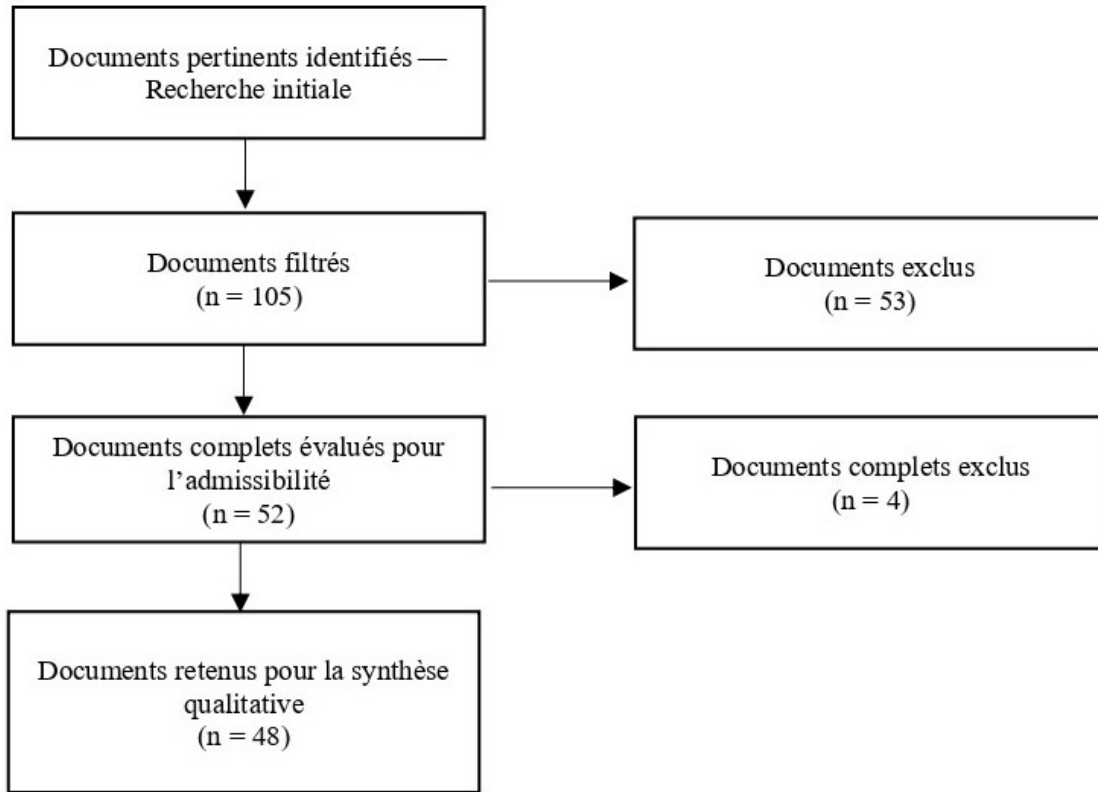 Documents pertinents identifiés —
Recherche initiale
Documents filtrés
(n = 105)
Documents exclus
(n = 53)
Documents complets évalués pour
l’admissibilité
(n = 52)
Documents complets exclus
(n = 4)
Documents retenus pour la synthèse
qualitative
(n = 48)